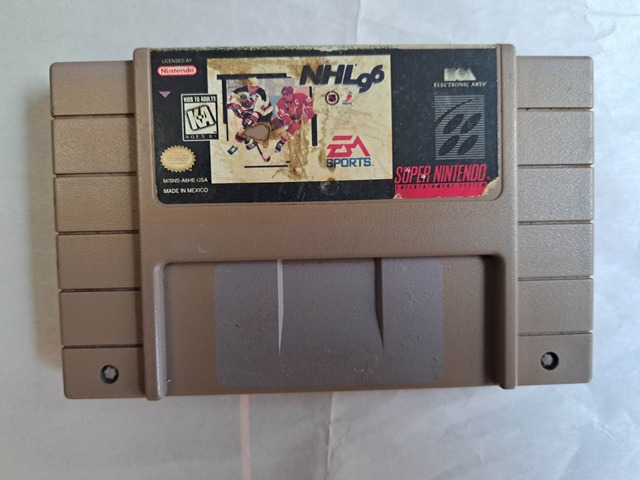 LICENSED BY
Nintendo
NHL96
ELECTRONIC ARTS
KIDS TO ADULTS
K-A
AGES 6+
EA
SPORTS
SUPER NINTENDO
ENTERTAINMENT SYSTEM
M/SNS-A6HE-USA
MADE IN MEXICO